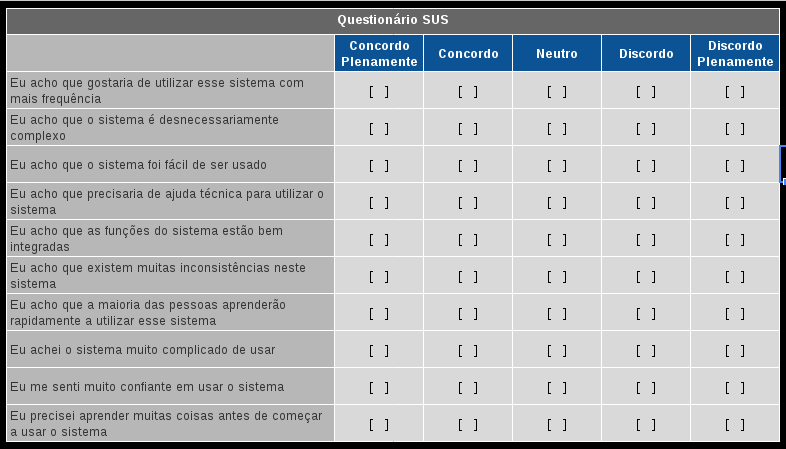 Questionário SUS
Concordo Plenamente Concordo Neutro Discordo Discordo Plenamente
Eu acho que gostaria de utilizar esse sistema com
mais frequência [ ] [ ] [ ] [ ] [ ]
Eu acho que o sistema é desnecessariamente
complexo [ ] [ ] [ ] [ ] [ ]
Eu acho que o sistema foi fácil de ser usado [ ] [ ] [ ] [ ] [ ]
Eu acho que precisaria de ajuda técnica para utilizar o
sistema [ ] [ ] [ ] [ ] [ ]
Eu acho que as funções do sistema estão bem
integradas [ ] [ ] [ ] [ ] [ ]
Eu acho que existem muitas inconsistências neste
sistema [ ] [ ] [ ] [ ] [ ]
Eu acho que a maioria das pessoas aprenderão
rapidamente a utilizar esse sistema [ ] [ ] [ ] [ ] [ ]
Eu achei o sistema muito complicado de usar [ ] [ ] [ ] [ ] [ ]
Eu me senti muito confiante em usar o sistema [ ] [ ] [ ] [ ] [ ]
Eu precisei aprender muitas coisas antes de começar
a usar o sistema [ ] [ ] [ ] [ ] [ ]